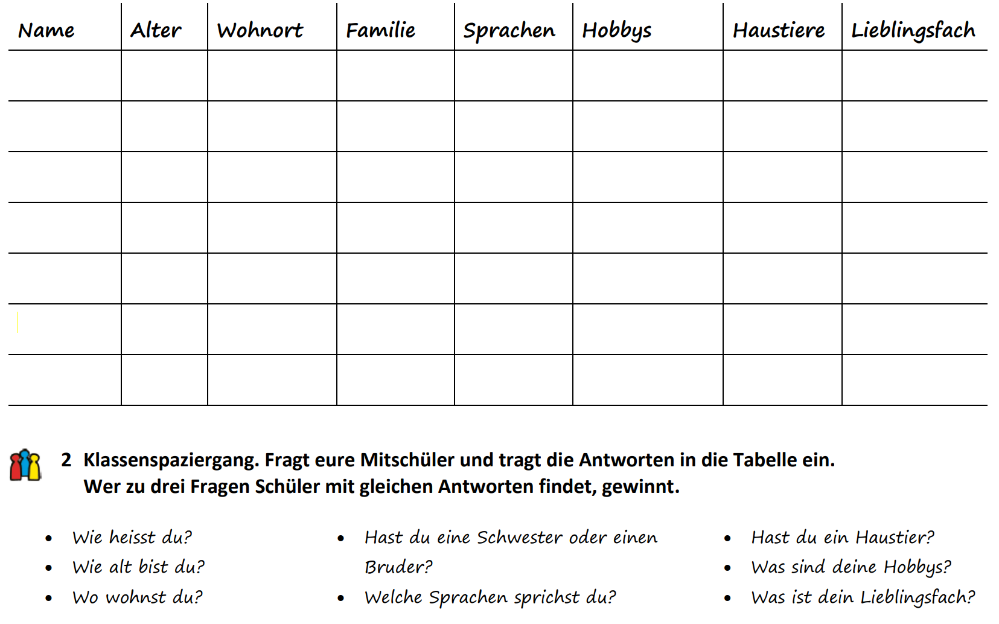 Name Alter Wohnort Familie Sprachen Hobbys Haustiere Lieblingsfach
2 Klassenspaziergang. Fragt eure Mitschüler und tragt die Antworten in die Tabelle ein.
Wer zu drei Fragen Schüler mit gleichen Antworten findet, gewinnt.
• Wie heisst du?
• Wie alt bist du?
• Wo wohnst du?
• Hast du eine Schwester oder einen
Bruder?
• Welche Sprachen sprichst du?
• Hast du ein Haustier?
• Was sind deine Hobbys?
• Was ist dein Lieblingsfach?